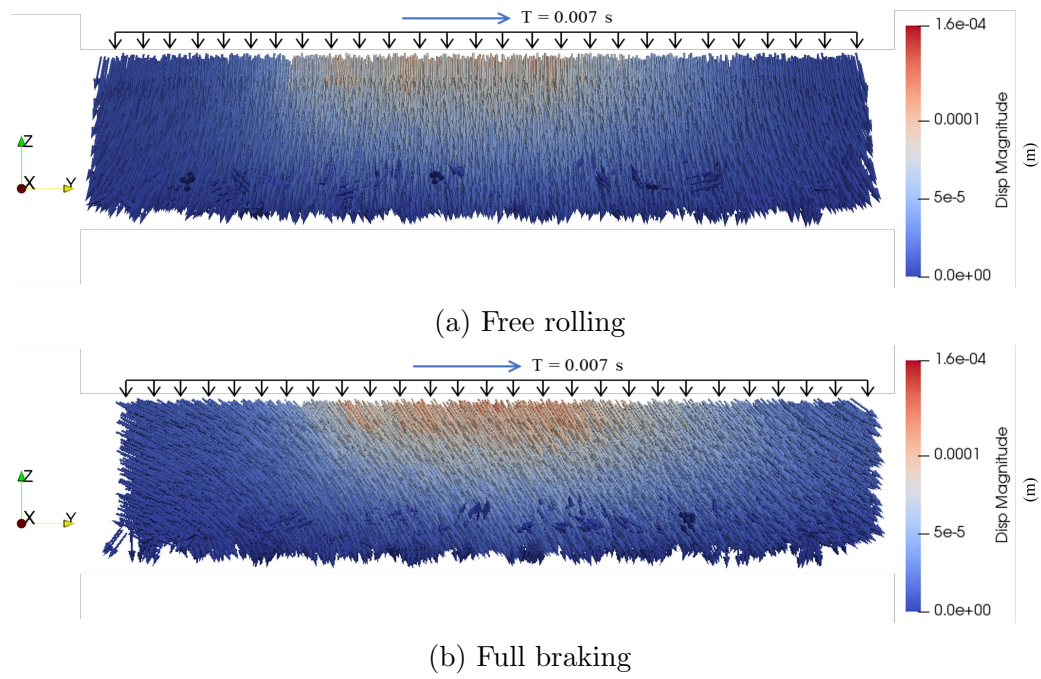 T = 0.007 s
1.6e-04
0.0001
5e-5
0.0e+00
Disp Magnitude
(m)
Z
X
Y
(a) Free rolling
T = 0.007 s
1.6e-04
0.0001
5e-5
0.0e+00
Disp Magnitude
(m)
Z
X
Y
(b) Full braking